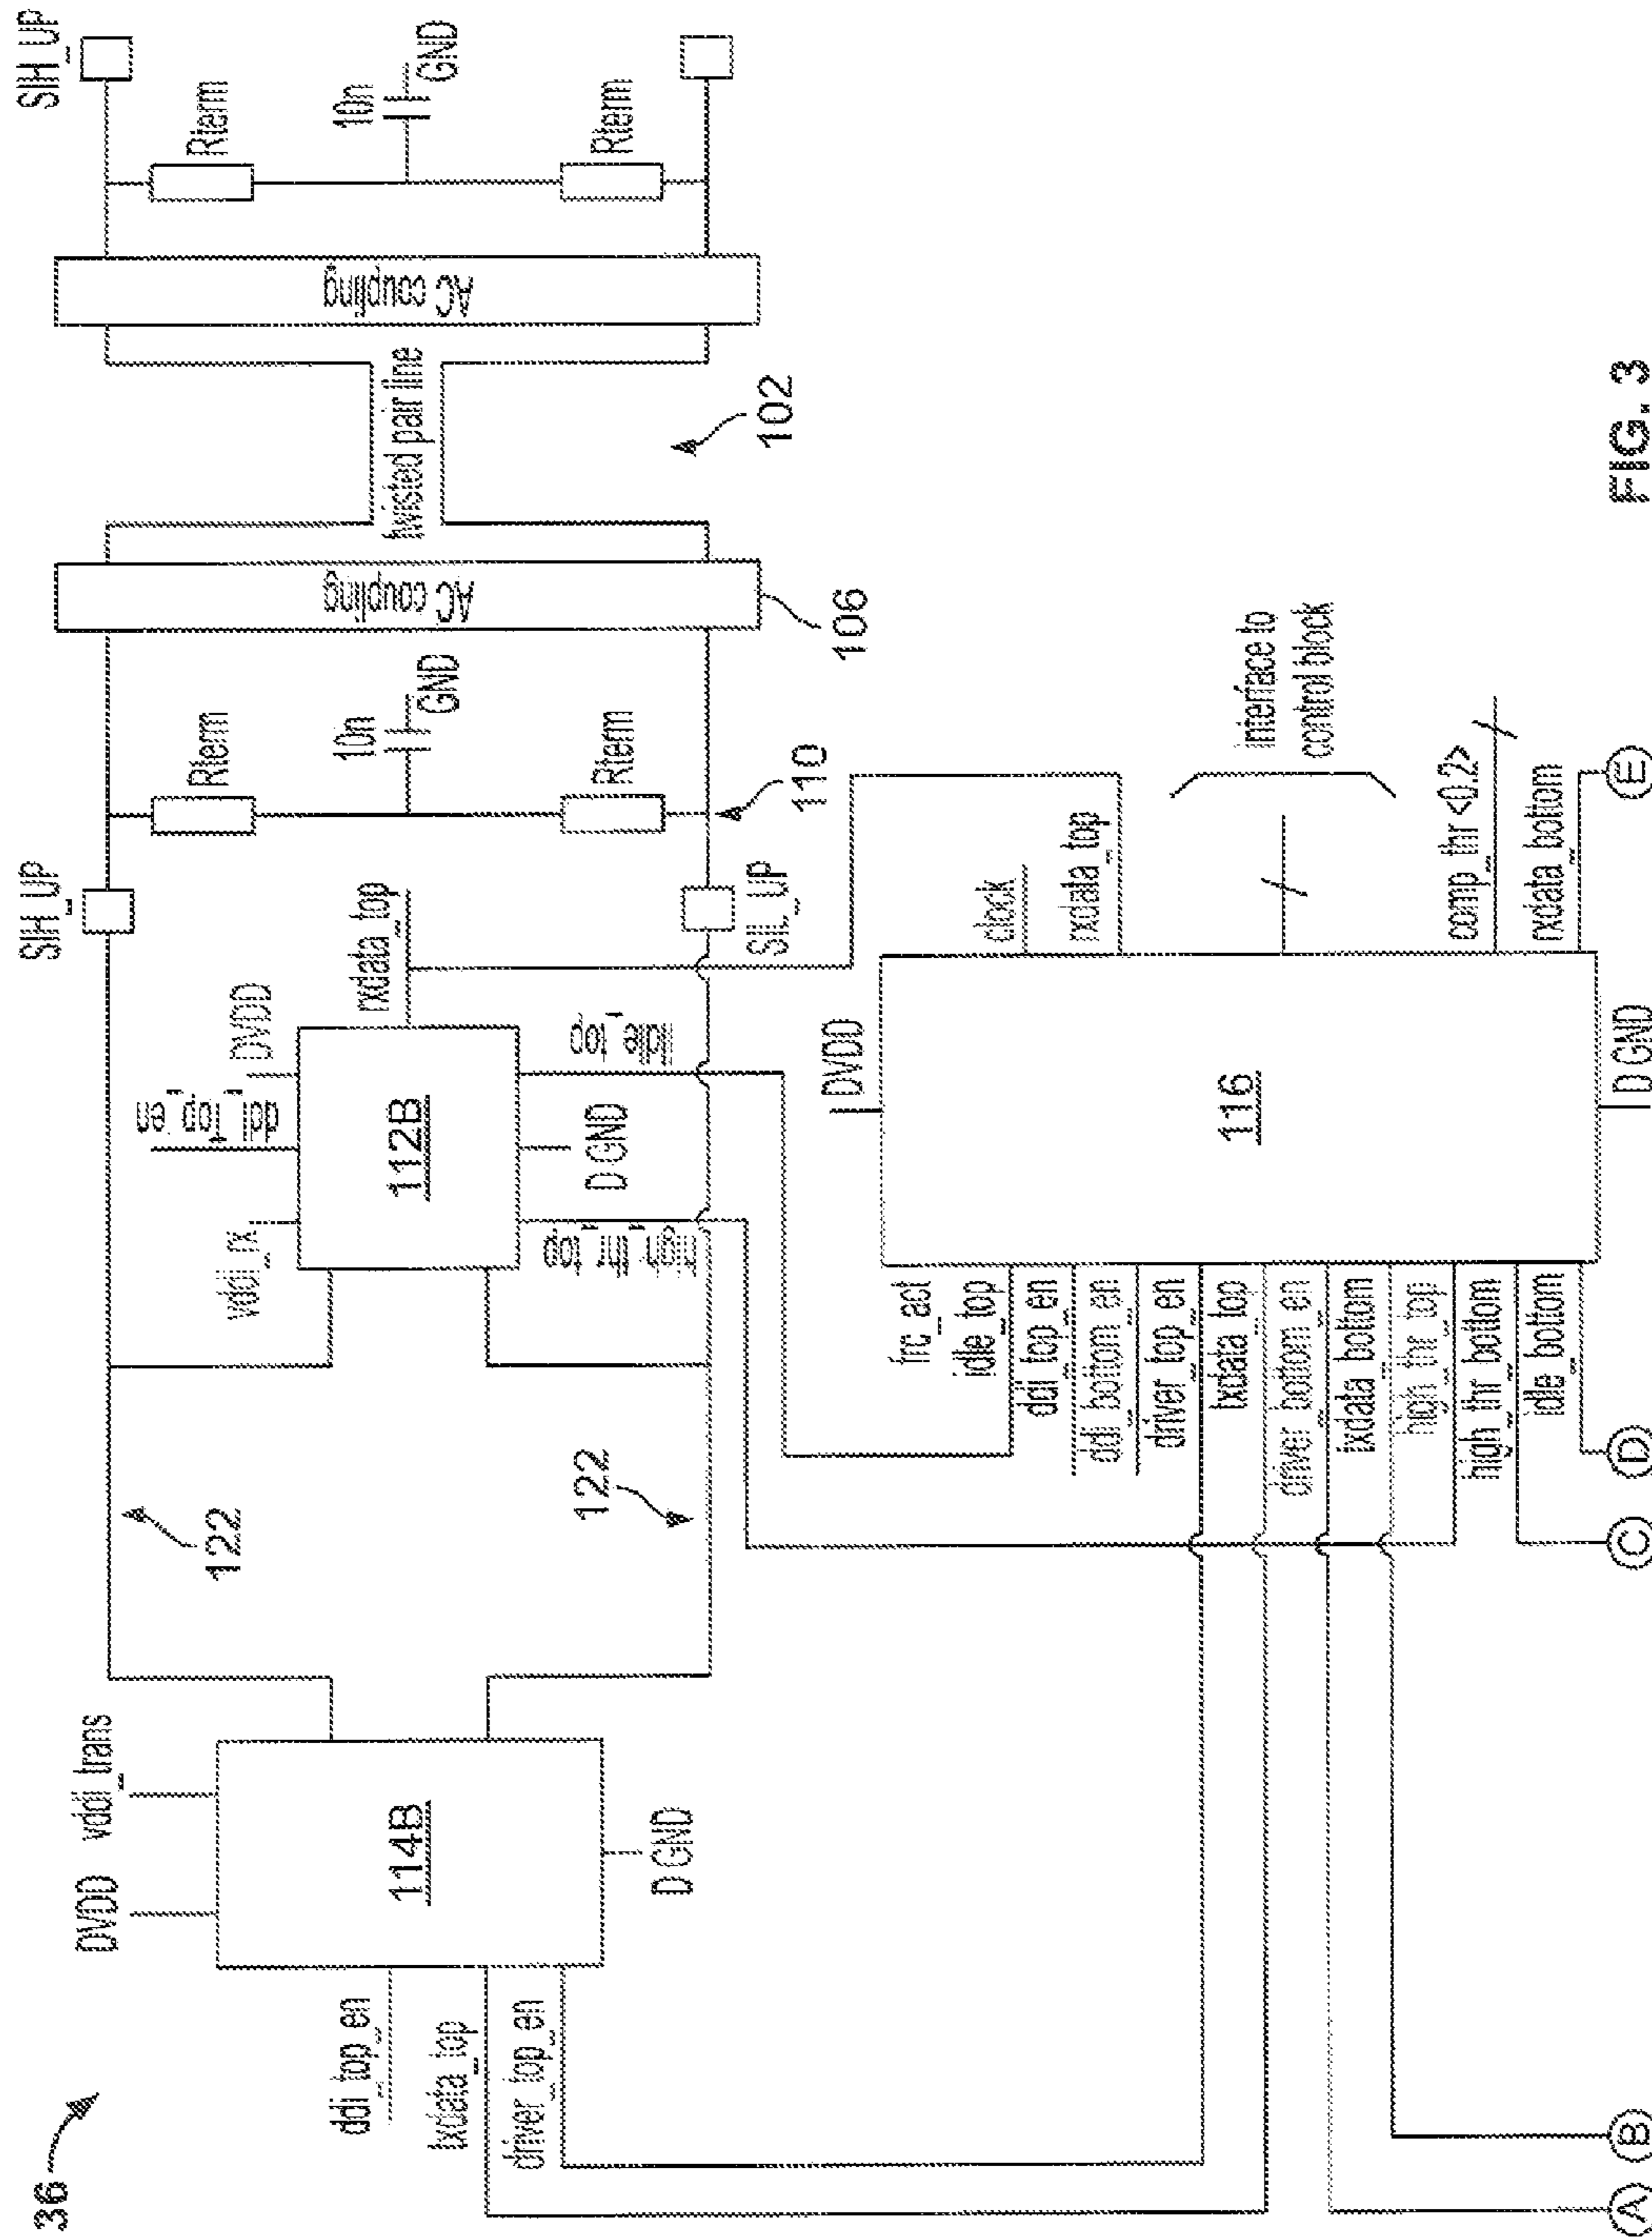 36
DVDD
vddi_trans
114B
D GND
ddi_top_en
txdata_top
driver_top_en
122
122
vddi_rx
ddi_Top_en
DVDD
112B
rxdata_top
high_thr_top
D GND
idle_top
SIH_UP
SIL_UP
Rterm
10n
GND
Rterm
110
AC coupling
106
twisted pair line
102
AC coupling
SIH_UP
Rterm
10n
GND
Rterm
frc_act
idle_top
ddi_top_en
ddi_bottom_en
driver_top_en
txdata_top
driver_bottom_en
txdata_bottom
high_thr_top
high_thr_bottom
idle_bottom
DVDD
116
D GND
clock
rxdata_top
interface to
control block
comp_thr <0.2>
rxdata_bottom
A
B
C
D
E
FIG. 3